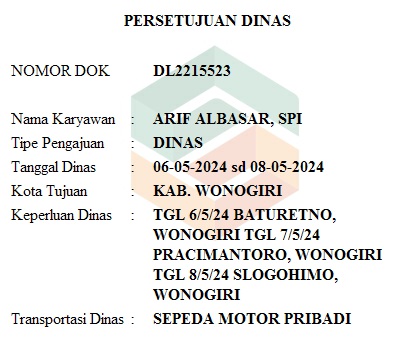 PERSETUJUAN DINAS
NOMOR DOK DL2215523
Nama Karyawan : ARIF ALBASAR, SPI
Tipe Pengajuan : DINAS
Tanggal Dinas : 06-05-2024 sd 08-05-2024
Kota Tujuan : KAB. WONOGIRI
Keperluan Dinas : TGL 6/5/24 BATURETNO,
WONOGIRI TGL 7/5/24
PRACIMANTORO, WONOGIRI
TGL 8/5/24 SLOGOHIMO,
WONOGIRI
Transportasi Dinas : SEPEDA MOTOR PRIBADI